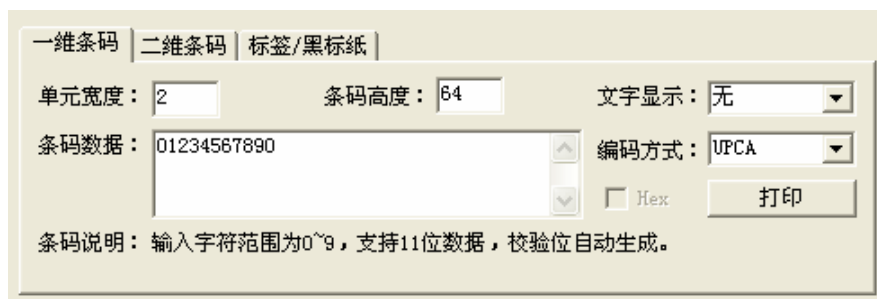 一维条码 二维条码 标签/黑标纸
单元宽度： 2 条码高度： 64 文字显示： 无
条码数据： 01234567890 编码方式： UPCA
Hex 打印
条码说明： 输入字符范围为0~9，支持11位数据，校验位自动生成。